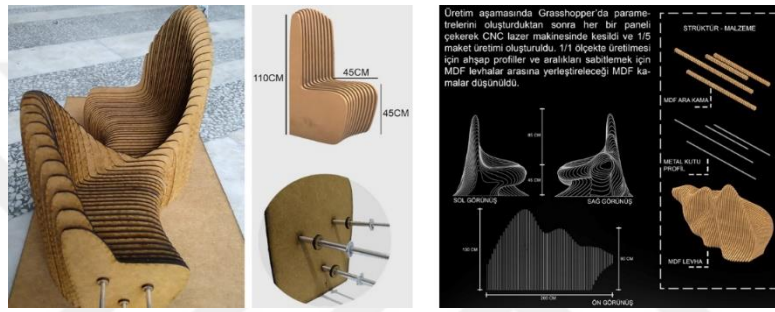 110CM
45CM
45CM
Üretim aşamasında Grasshopper'da parame-
trelerini oluşturduktan sonra her bir paneli
çekerek CNC lazer makinesinde kesildi ve 1/5
maket üretimi oluşturuldu. 1/1 ölçekte üretilmesi
için ahşap profiller ve aralıkları sabitlemek için
MDF levhalar arasına yerleştireceği MDF ka-
malar düşünüldü.
STRÜKTÜR - MALZEME
MDF ARA KAMA
METAL KUTU
PROFİL
MDF LEVHA
SOL GÖRÜNÜŞ
SAĞ GÖRÜNÜŞ
ÖN GÖRÜNÜŞ